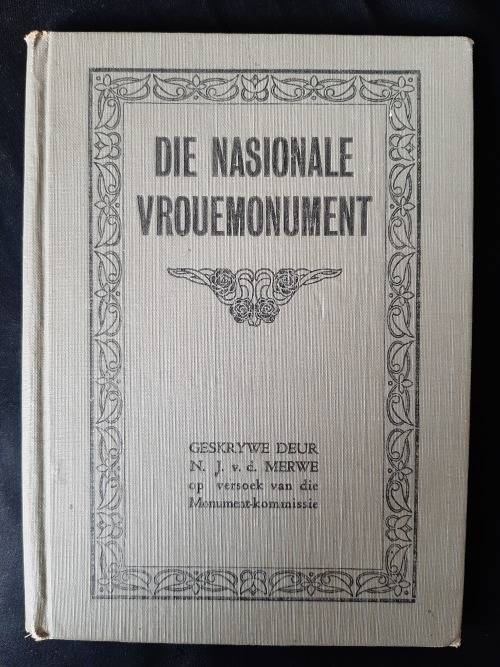 DIE NASIONALE
VROUEMONUMENT
GESKRYWE DEUR
N. J. v. d. MERWE
op versoek van die
Monument-kommissie